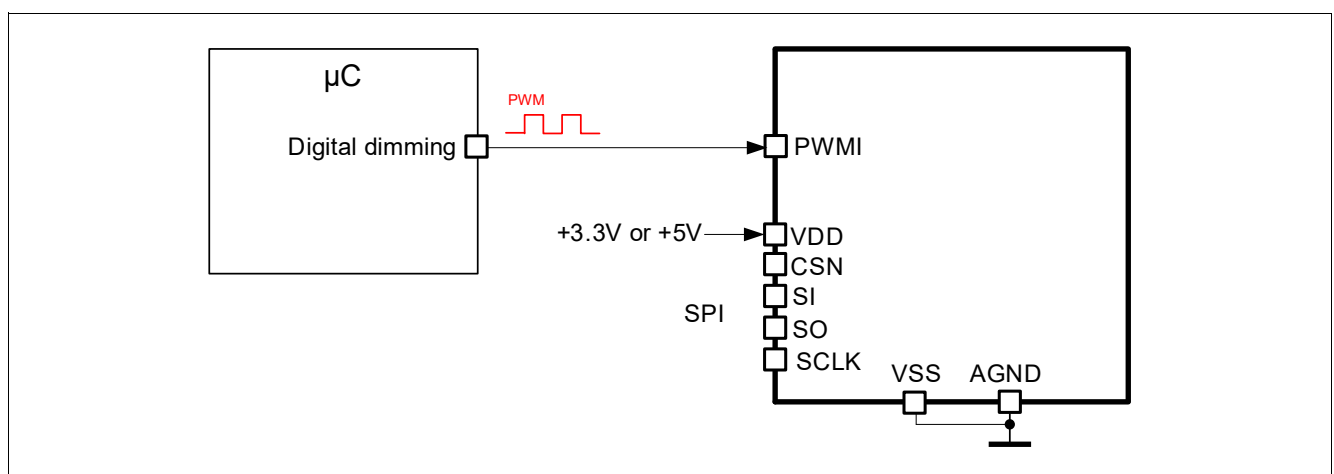 µC
PWM
Digital dimming
PWMI
+3.3V or +5V
VDD
CSN
SI
SPI
SO
SCLK
VSS AGND